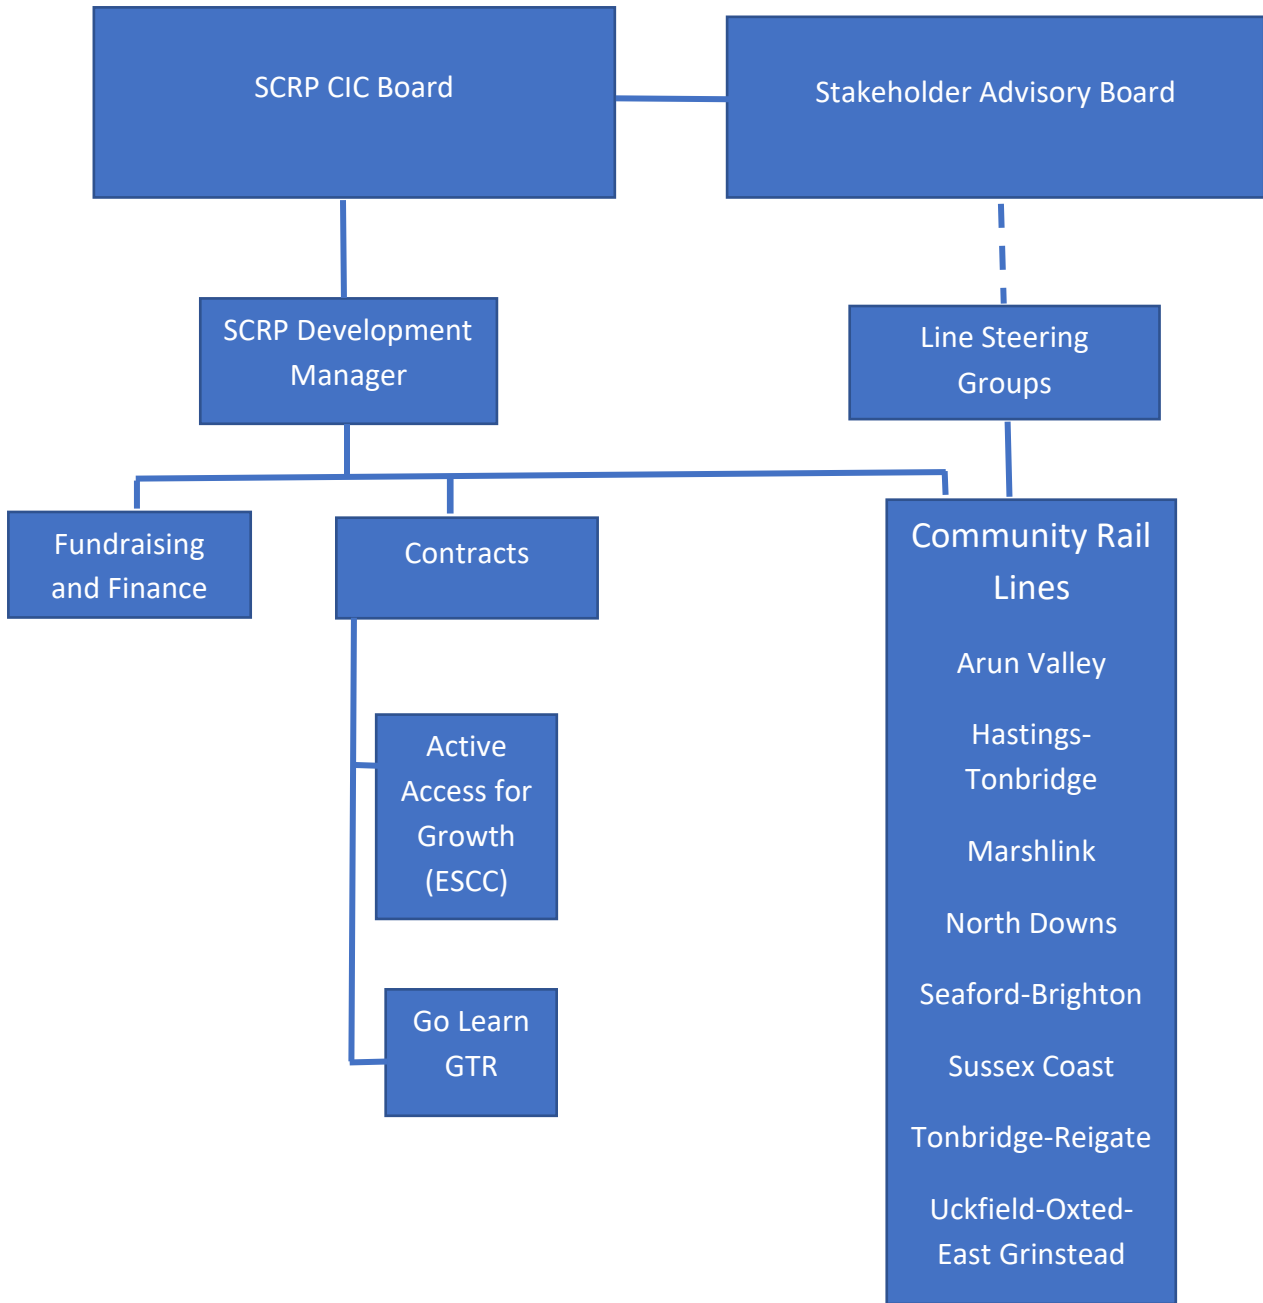 SCRP CIC Board
Stakeholder Advisory Board
SCRP Development
Manager
Line Steering
Groups
Fundraising
and Finance
Contracts
Community Rail
Lines
Arun Valley
Hastings-
Tonbridge
Marshlink
North Downs
Seaford-Brighton
Sussex Coast
Tonbridge-Reigate
Uckfield-Oxted-
East Grinstead
Active
Access for
Growth
(ESCC)
Go Learn
GTR